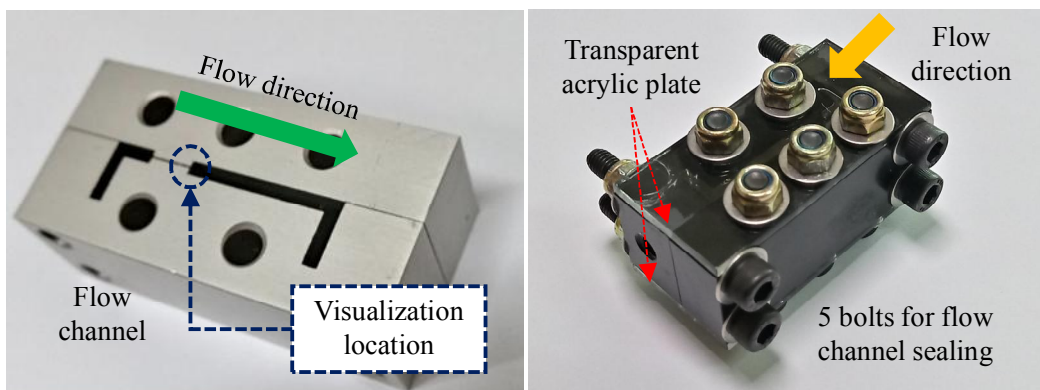 Flow direction
Flow
channel
Visualization
location
Transparent
acrylic plate
Flow
direction
5 bolts for flow
channel sealing